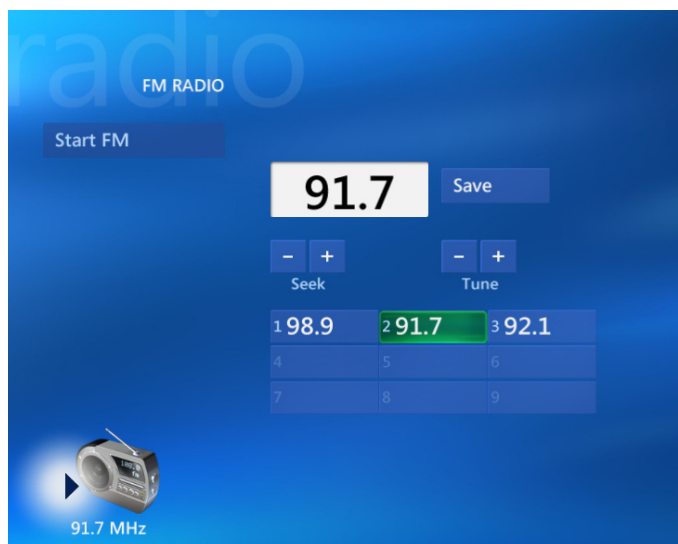 radio
FM RADIO
Start FM
91.7
Save
- +
- +
Seek
Tune
1 98.9
2 91.7
3 92.1
4
5
6
7
8
9
91.7 MHz